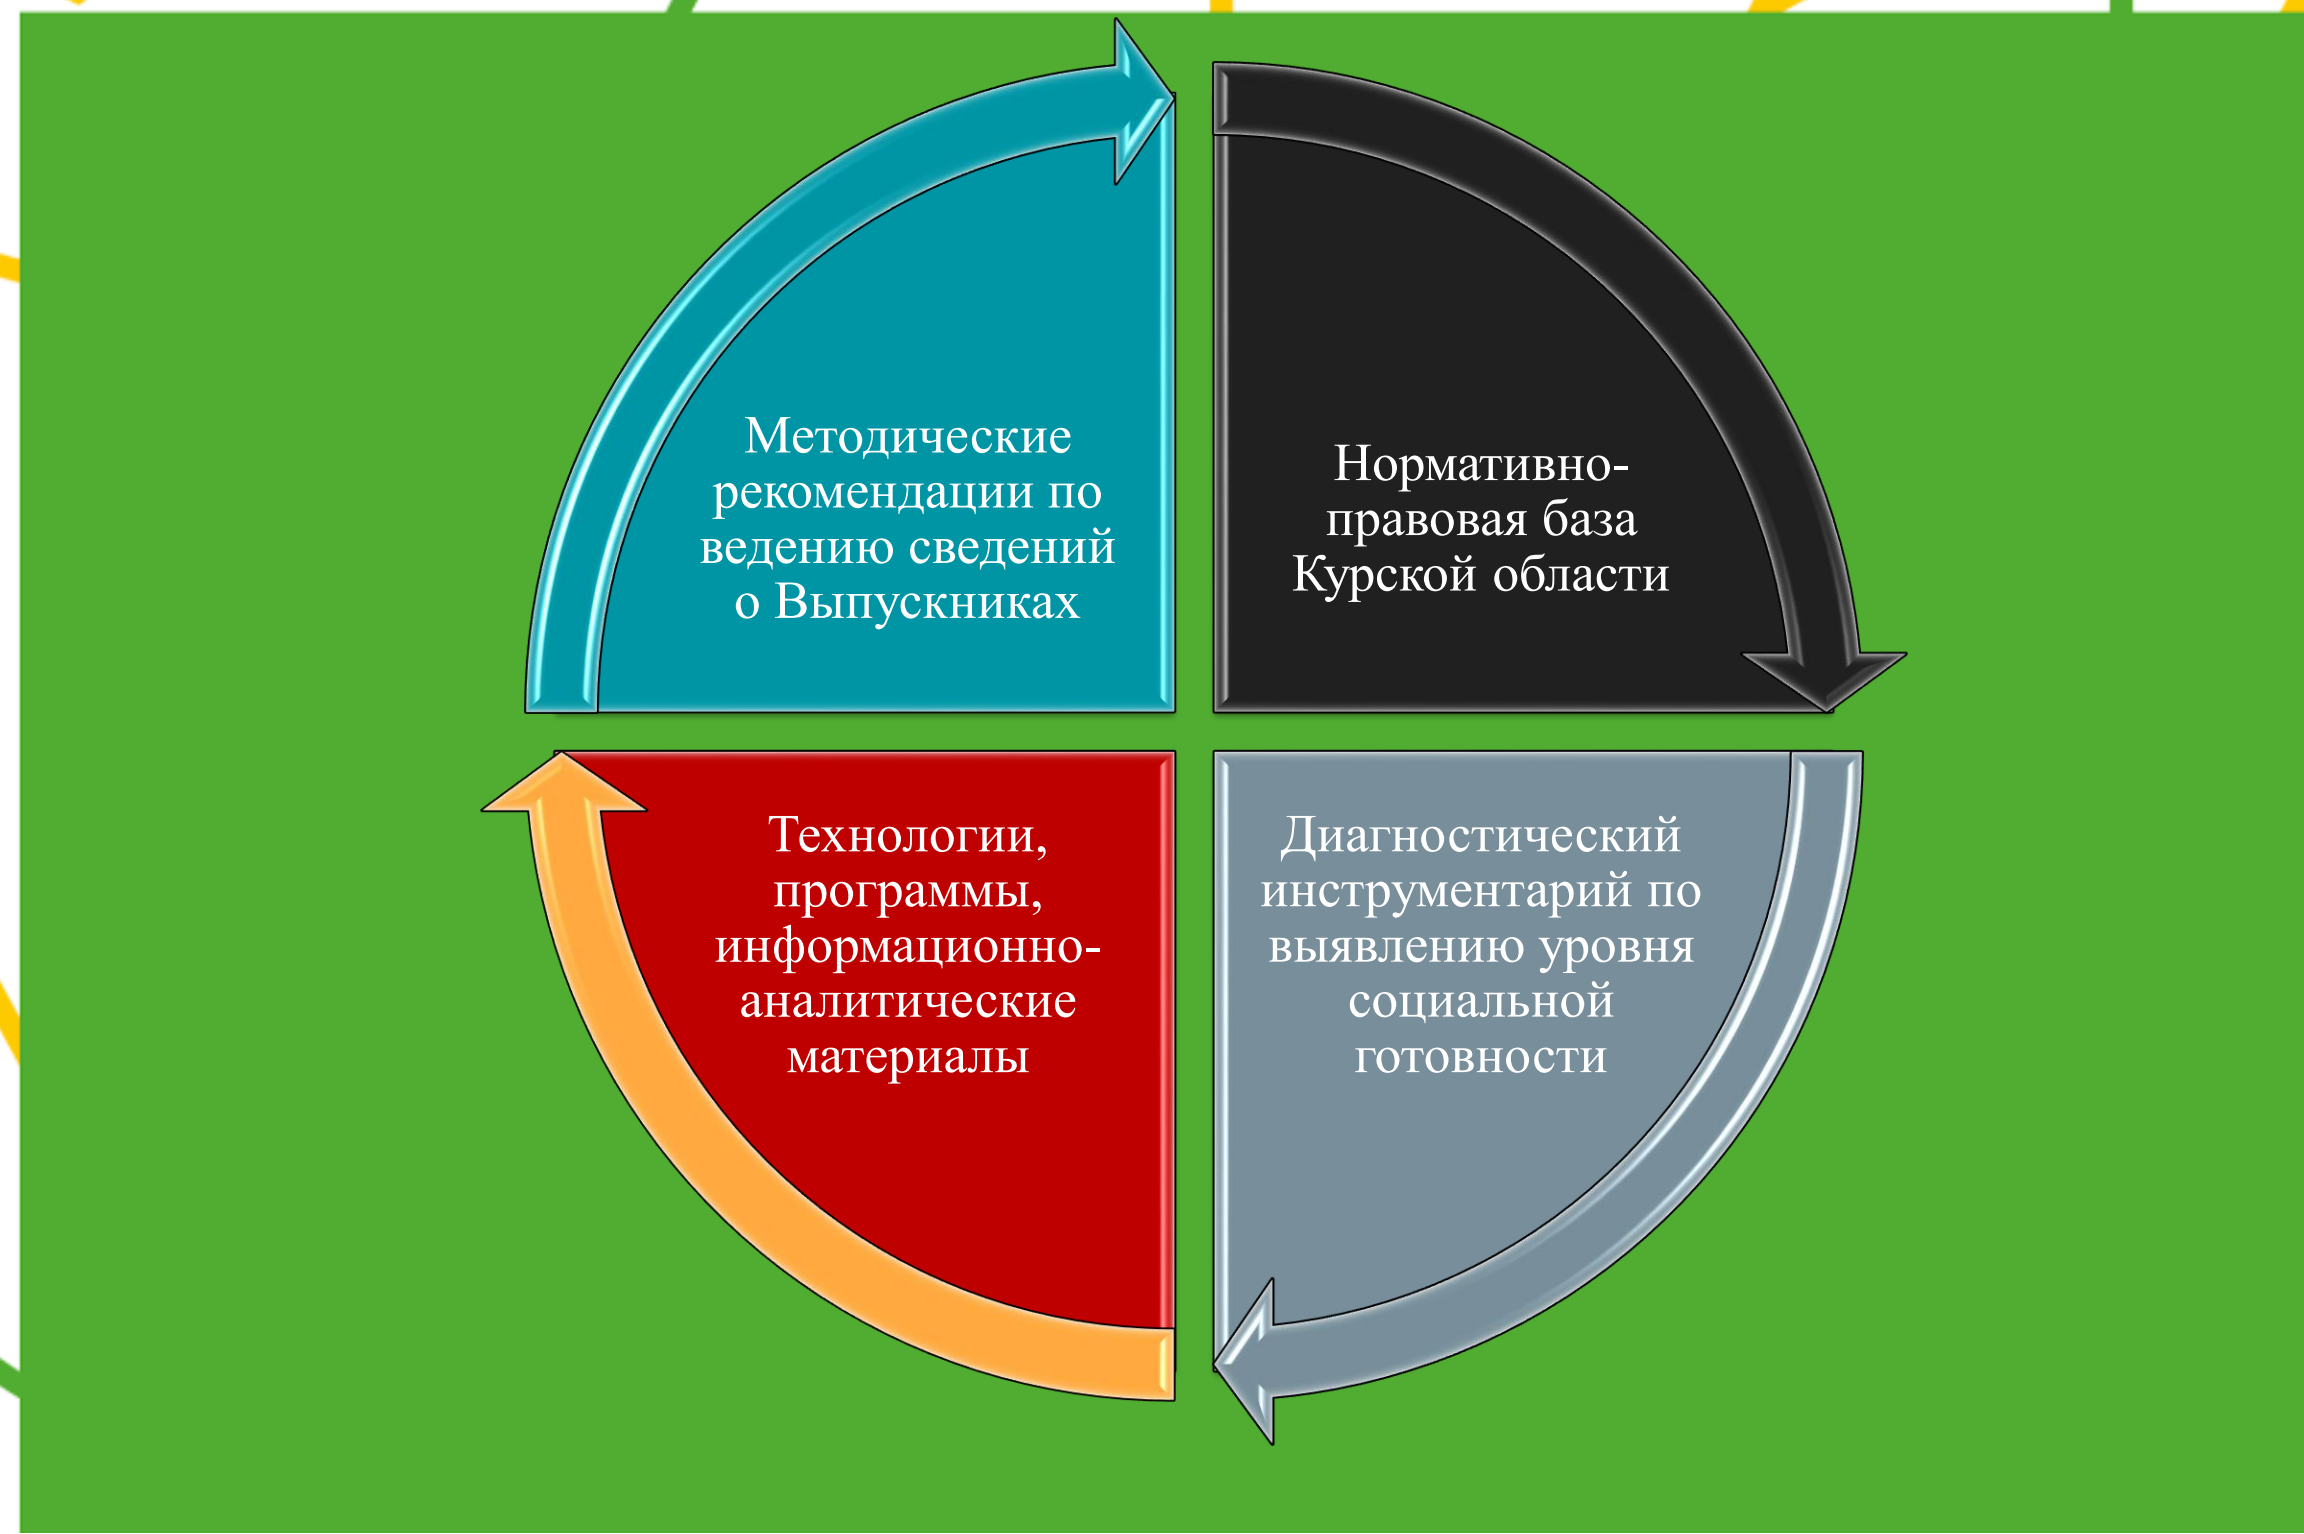 Методические
рекомендации по
ведению сведений
о Выпускниках
Нормативно-
правовая база
Курской области
Технологии,
программы,
информационно-
аналитические
материалы
Диагностический
инструментарий по
выявлению уровня
социальной
готовности